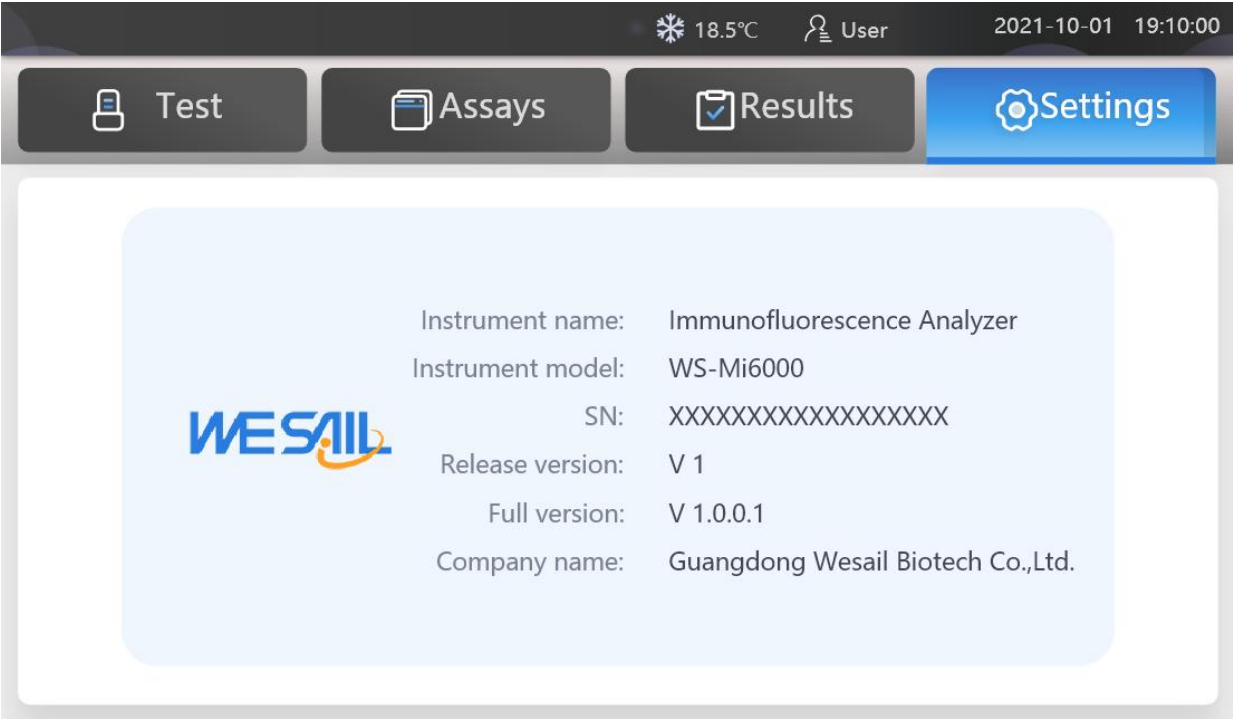 18.5℃ User 2021-10-01 19:10:00
Test Assays Results Settings
WESAIL
Instrument name: Immunofluorescence Analyzer
Instrument model: WS-Mi6000
SN: XXXXXXXXXXXXXXXXXX
Release version: V 1
Full version: V 1.0.0.1
Company name: Guangdong Wesail Biotech Co.,Ltd.